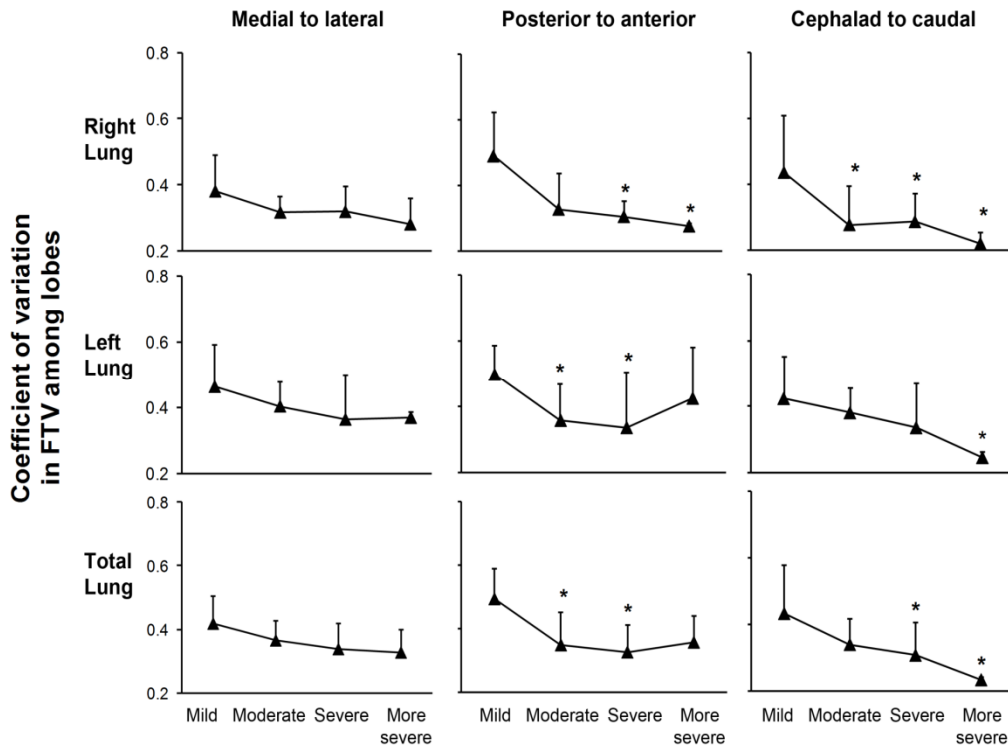 Medial to lateral
Posterior to anterior
Cephalad to caudal
Coefficient of variation
in FTV among lobes
Right
Lung
0.8
0.6
0.4
0.2
*
*
*
*
*
Left
Lung
0.8
0.6
0.4
0.2
*
*
*
Total
Lung
0.8
0.6
0.4
0.2
*
*
*
*
Mild Moderate Severe More
severe
Mild Moderate Severe More
severe
Mild Moderate Severe More
severe